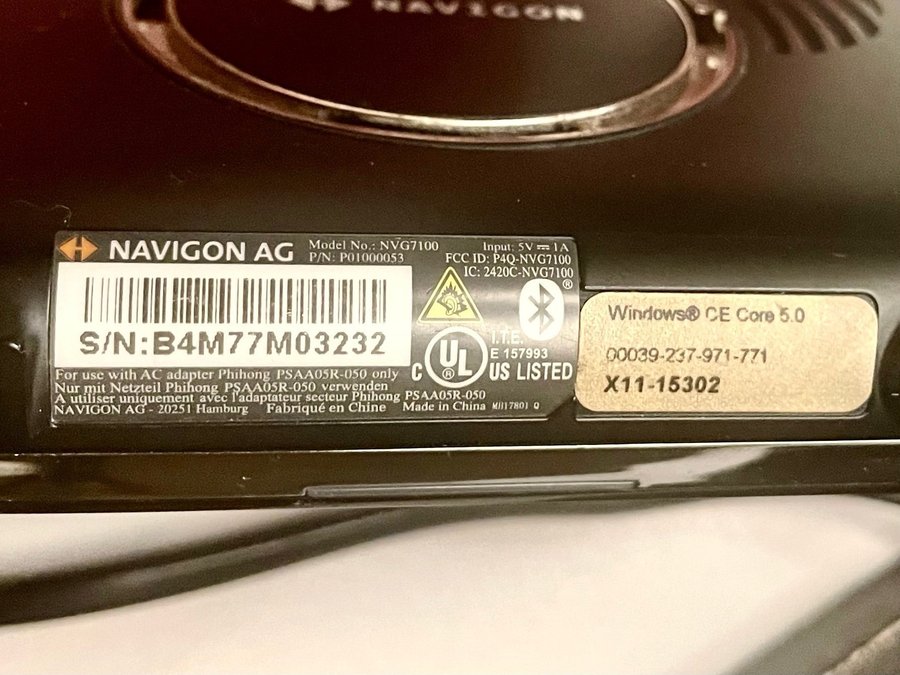 NAVIGON
NAVIGON AG
Model No.: NVG7100
P/N: P01000053
Input: 5V ⎓ 1A
FCC ID: P4Q-NVG7100
IC: 2420C-NVG7100
S/N:B4M77M03232
®
I.T.E.
E 157993
C UL® US LISTED
For use with AC adapter Phihong PSAA05R-050 only
Nur mit Netzteil Phihong PSAA05R-050 verwenden
A utiliser uniquement avec l'adaptateur secteur Phihong PSAA05R-050
NAVIGON AG - 20251 Hamburg Fabriqué en Chine Made in China MH17801 Q
Windows® CE Core 5.0
00039-237-971-771
X11-15302